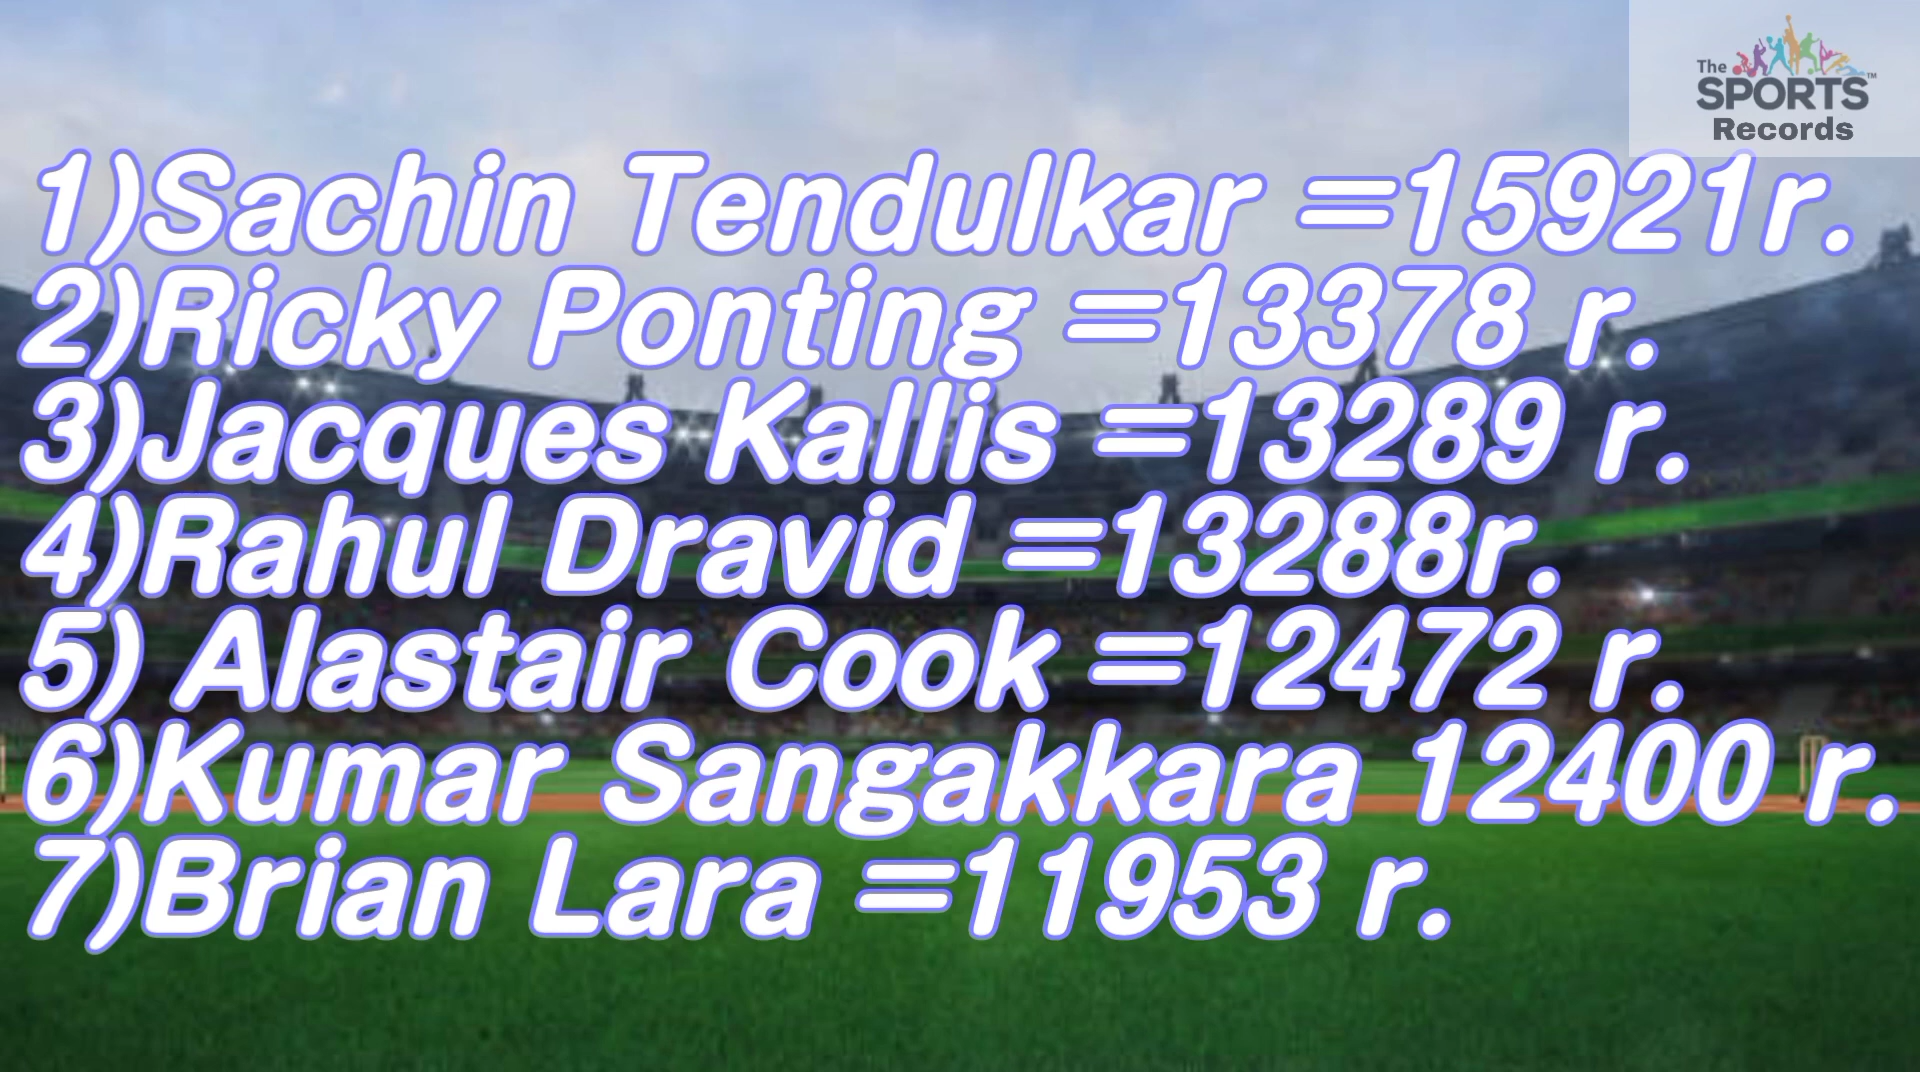 The
SPORTS™
Records
1)Sachin Tendulkar =15921r.
2)Ricky Ponting =13378 r.
3)Jacques Kallis =13289 r.
4)Rahul Dravid =13288r.
5) Alastair Cook =12472 r.
6)Kumar Sangakkara 12400 r.
7)Brian Lara =11953 r.